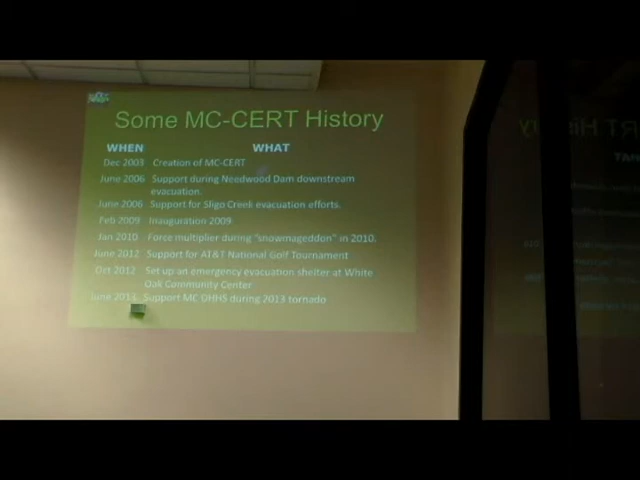 Some MC-CERT History
WHEN WHAT
Dec 2003 Creation of MC-CERT
June 2006 Support during Needwood Dam downstream
evacuation.
June 2006 Support for Sligo Creek evacuation efforts.
Feb 2009 Inauguration 2009
Jan 2010 Force multiplier during "snowmageddon" in 2010.
June 2012 Support for AT&T National Golf Tournament
Oct 2012 Set up an emergency evacuation shelter at White
Oak Community Center
June 2013 Support MC DHHS during 2013 tornado